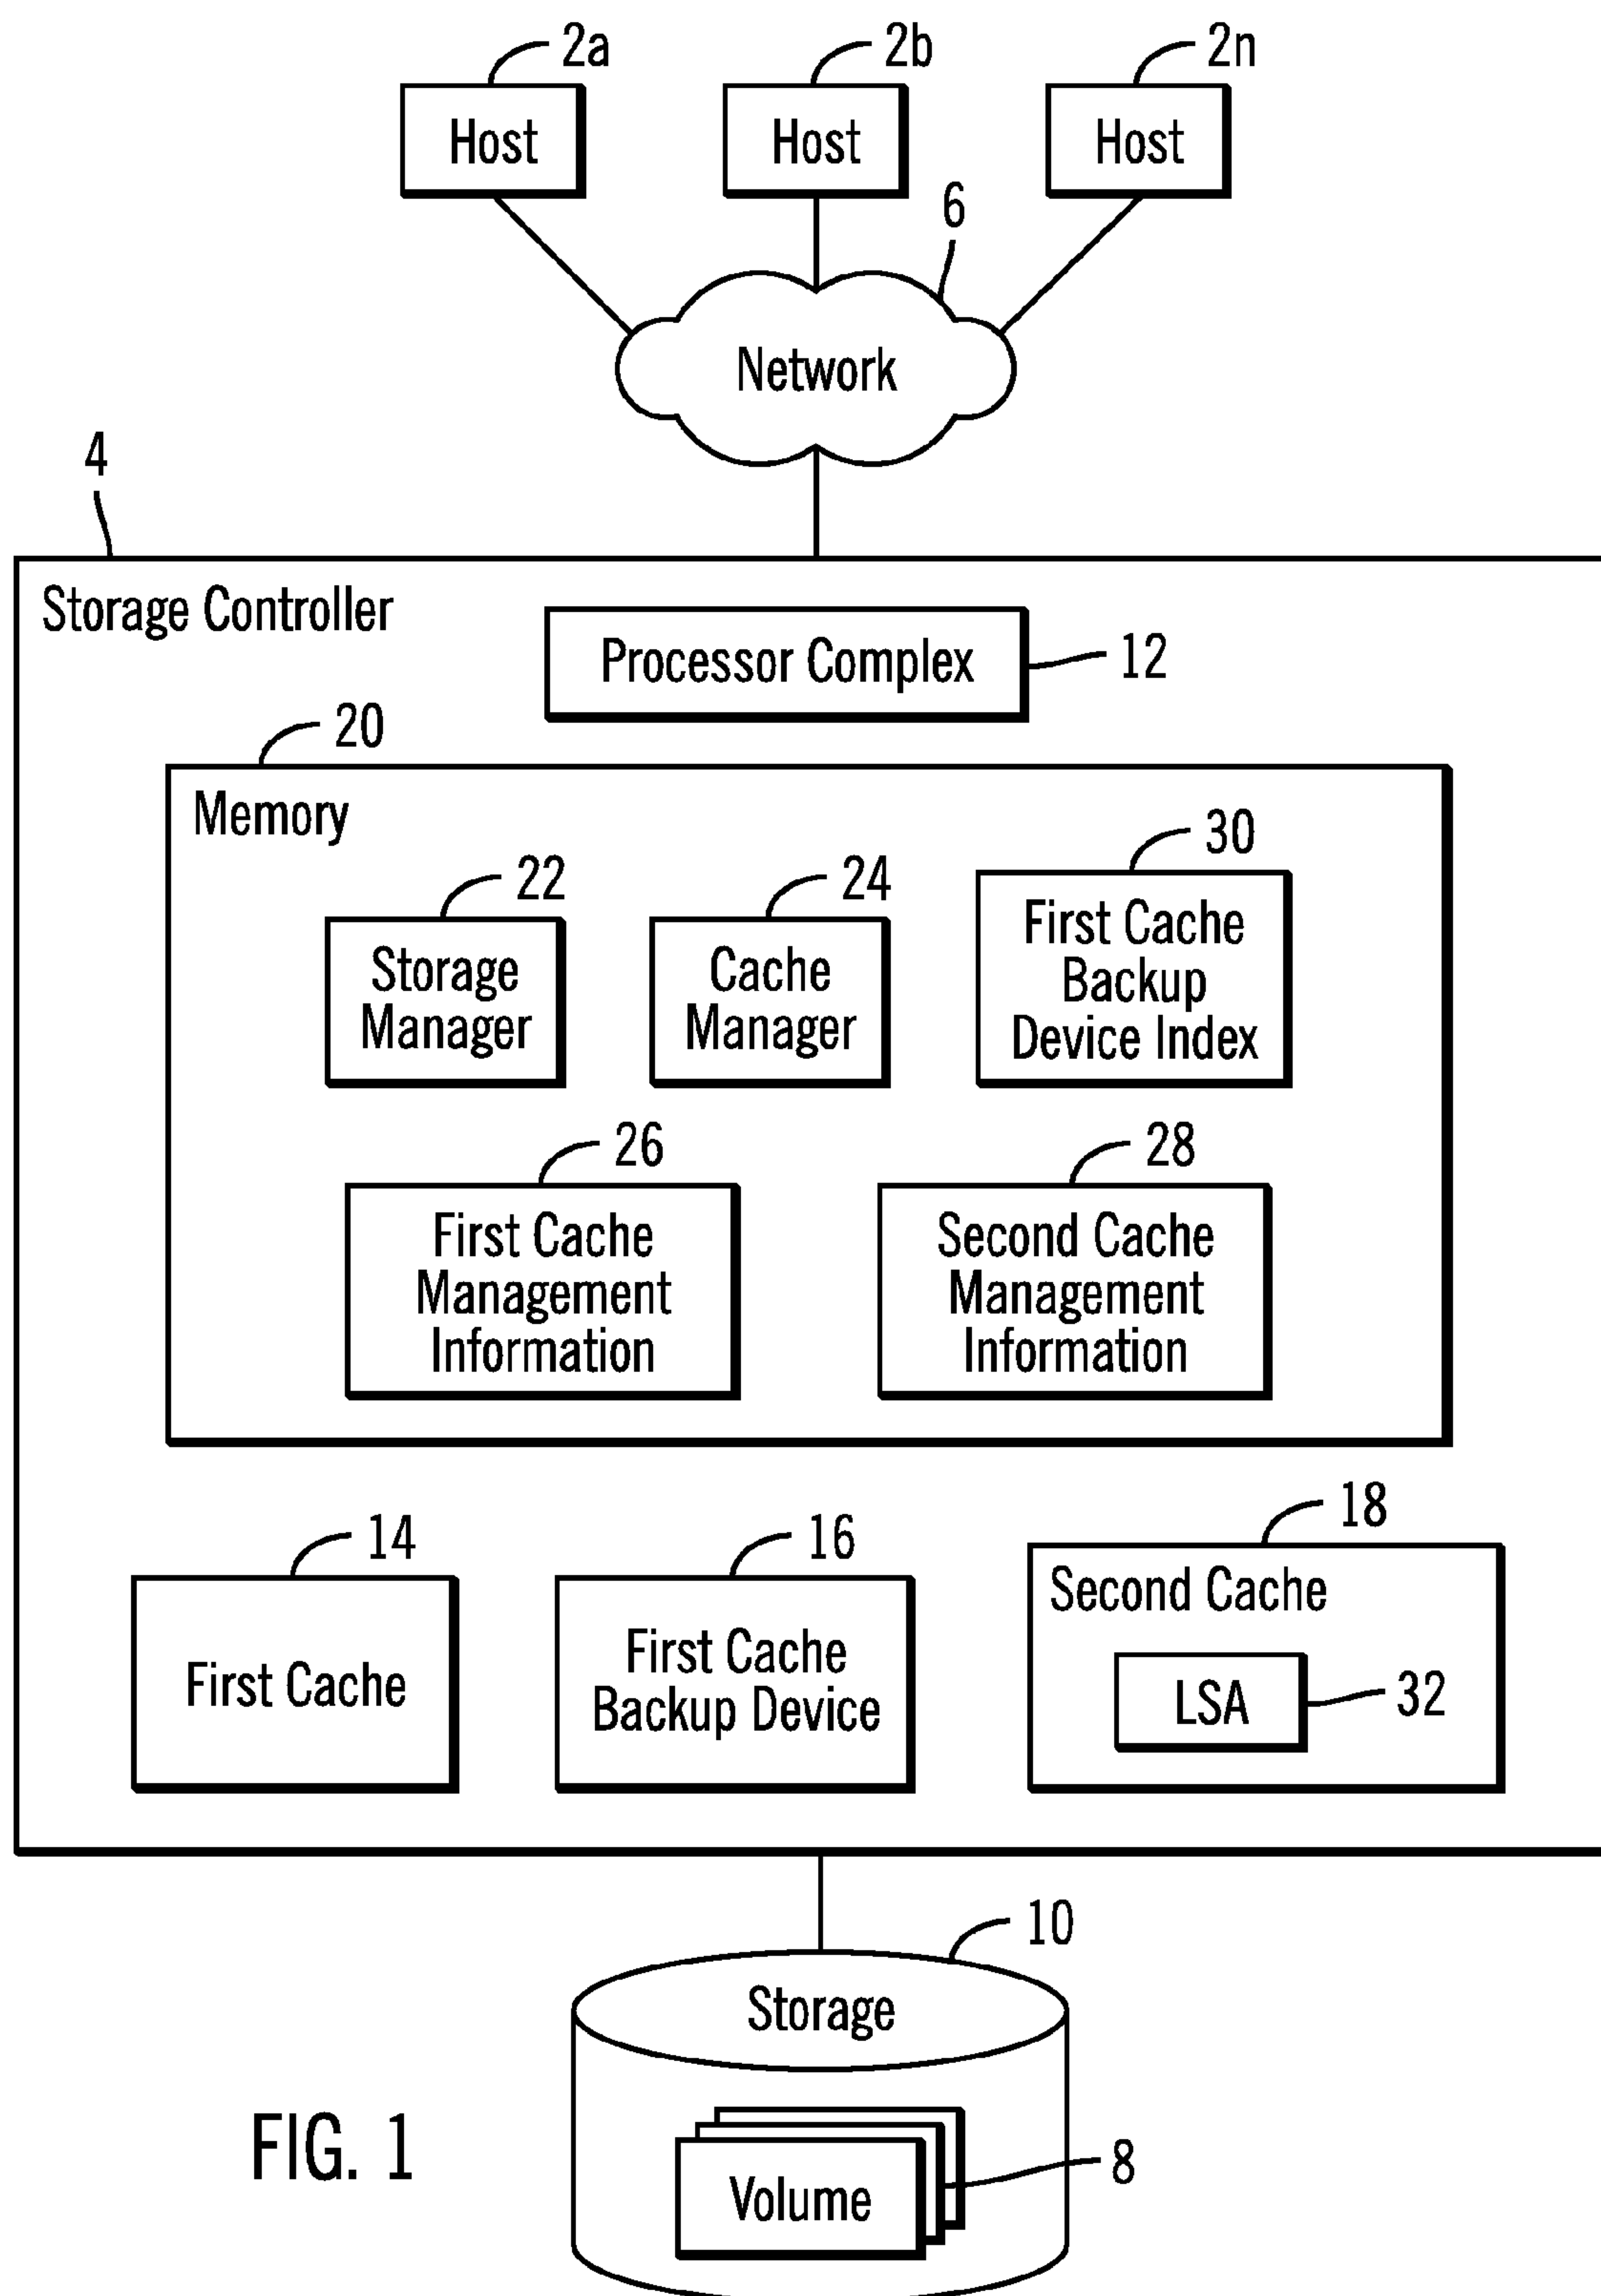 2a
2b
2n
Host
Host
Host
6
Network
4
Storage Controller
Processor Complex
12
20
Memory
22
24
30
Storage
Manager
Cache
Manager
First Cache
Backup
Device Index
26
28
First Cache
Management
Information
Second Cache
Management
Information
14
16
18
First Cache
First Cache
Backup Device
Second Cache
LSA
32
10
Storage
Volume
8
FIG. 1